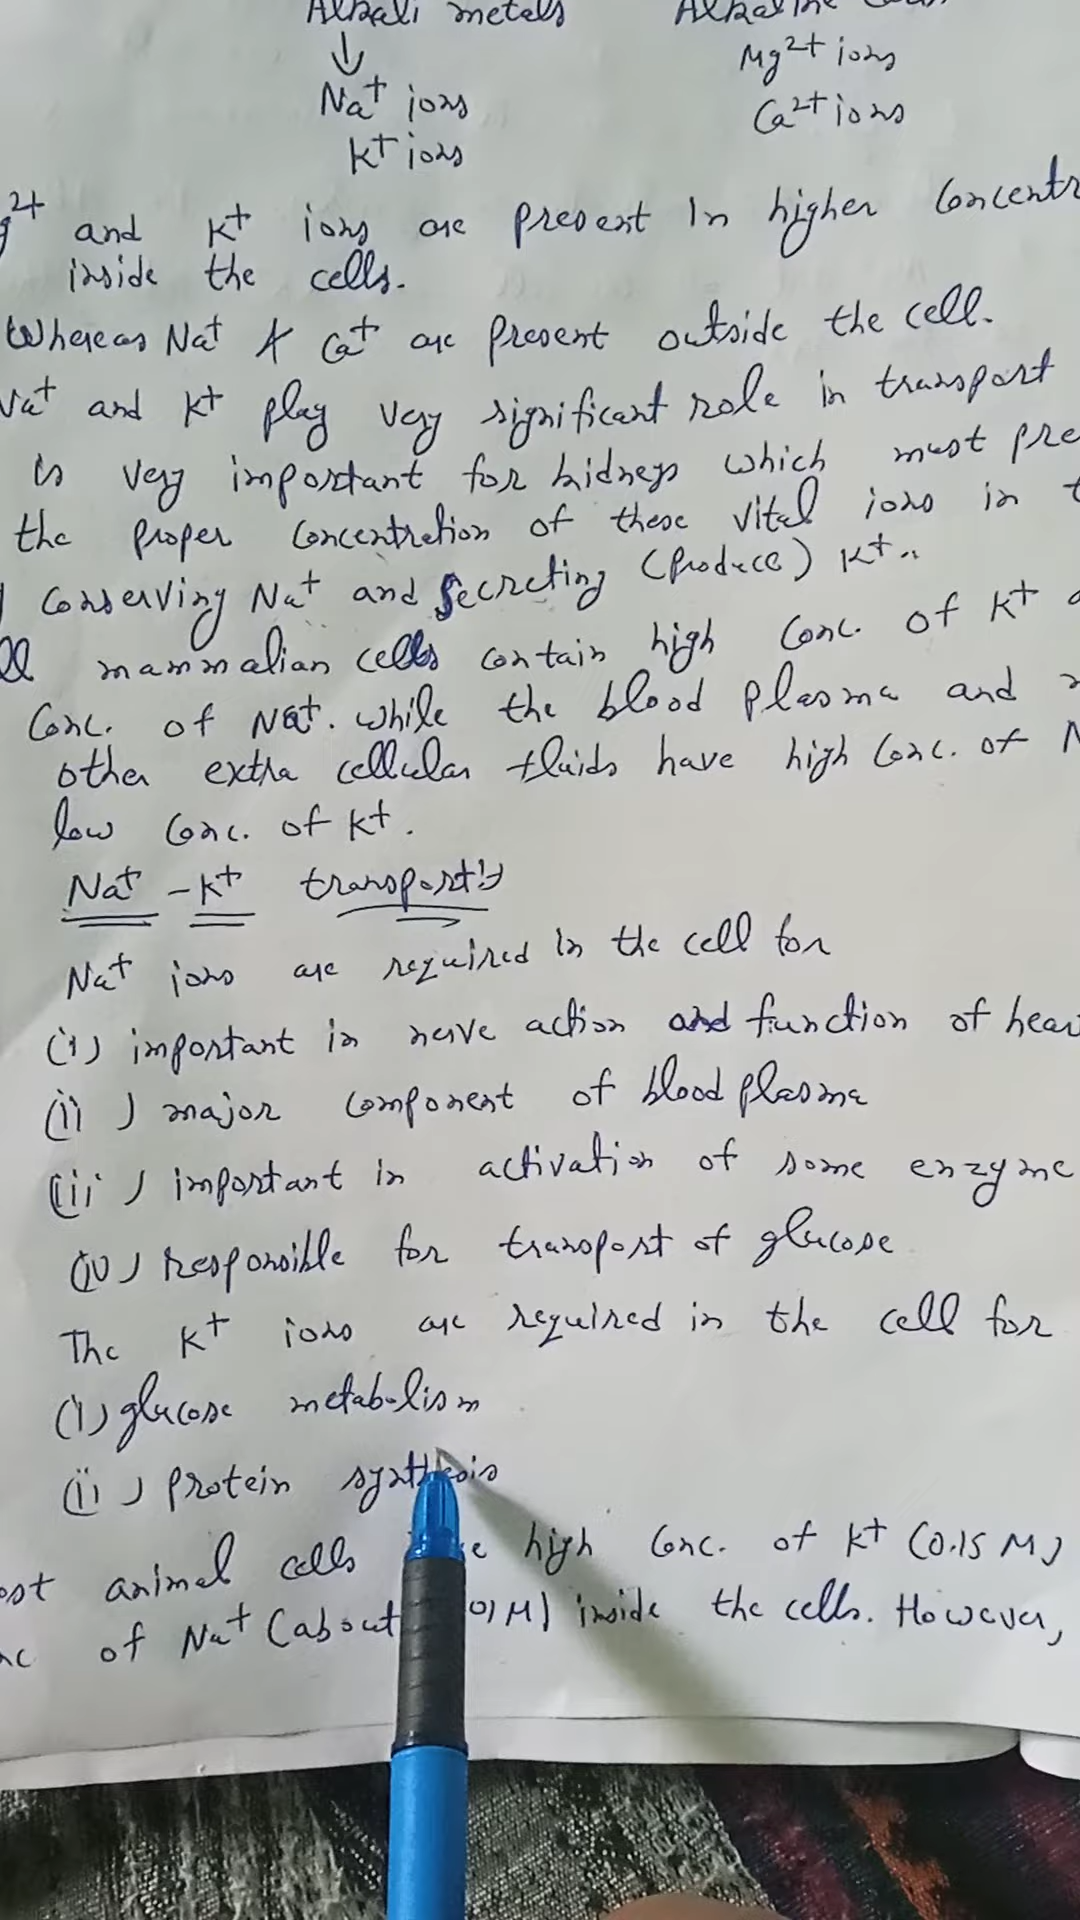 Alkali metals Alkaline
↓ Mg2+ ions
Na+ ions Ca2+ ions
K+ ions
2+ and K+ ions are present in higher concentr
inside the cells.
Whereas Na+ & Ca+ are present outside the cell.
Na+ and K+ play very significant role in transport
is very important for kidneys which must pre
the proper concentration of these vital ions in
conserving Na+ and secreting (produce) K+..
mammalian cells contain high conc. of K+
conc. of Na+. while the blood plasma and
other extra cellular fluids have high conc. of N
low conc. of K+.
Na+ - K+ transport:-
Na+ ions are required in the cell for
(i) important in nerve action and function of hear
(ii) major component of blood plasma
(iii) important in activation of some enzyme
(iv) responsible for transport of glucose
The K+ ions are required in the cell for
(i) glucose metabolism
(ii) protein synthesis
ost animal cells high conc. of K+ (0.15 M)
nc of Na+ (about 01 M) inside the cells. However,